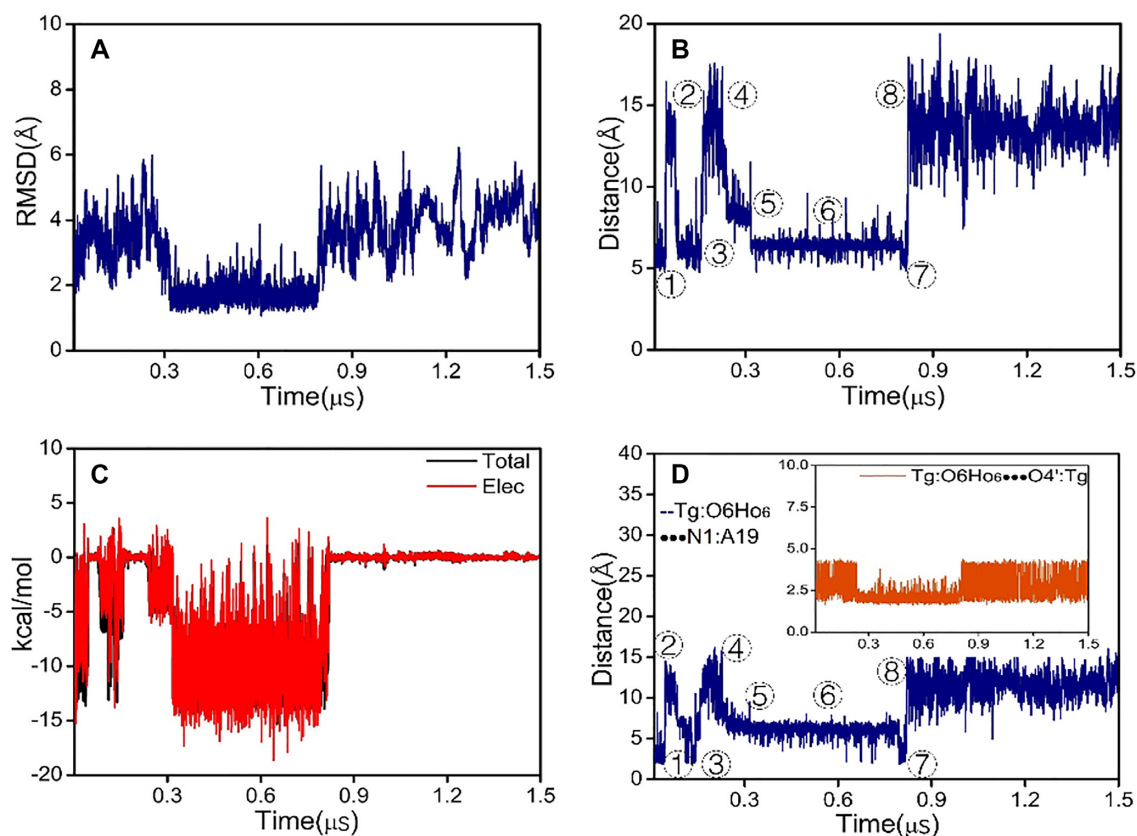 A
RMSD(Å)
10
8
6
4
2
0
0.3 0.6 0.9 1.2 1.5
Time(µs)
B
Distance(Å)
20
15
10
5
0
1 2 3 4 5 6 7 8
0.3 0.6 0.9 1.2 1.5
Time(µs)
C
kcal/mol
10
5
0
-5
-10
-15
-20
Total
Elec
0.3 0.6 0.9 1.2 1.5
Time(µs)
D
Distance(Å)
40
35
30
25
20
15
10
5
0
--Tg:O6Ho6
●●●N1:A19
10.0
7.5
5.0
2.5
0.0
Tg:O6Ho6●●●O4':Tg
0.3 0.6 0.9 1.2 1.5
1 2 3 4 5 6 7 8
0.3 0.6 0.9 1.2 1.5
Time(µs)